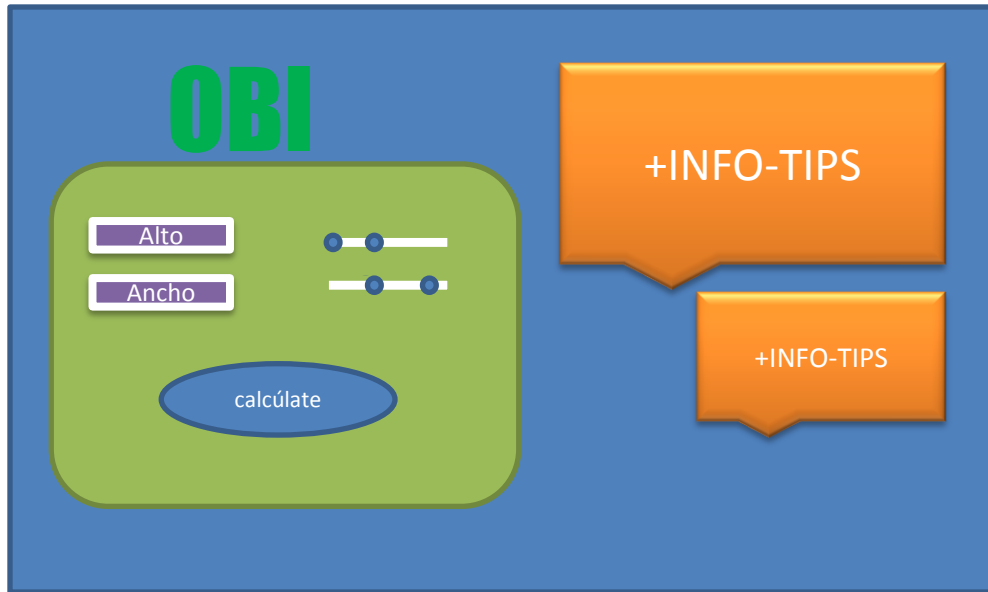 OBI
Alto
Ancho
calcúlate
+INFO-TIPS
+INFO-TIPS